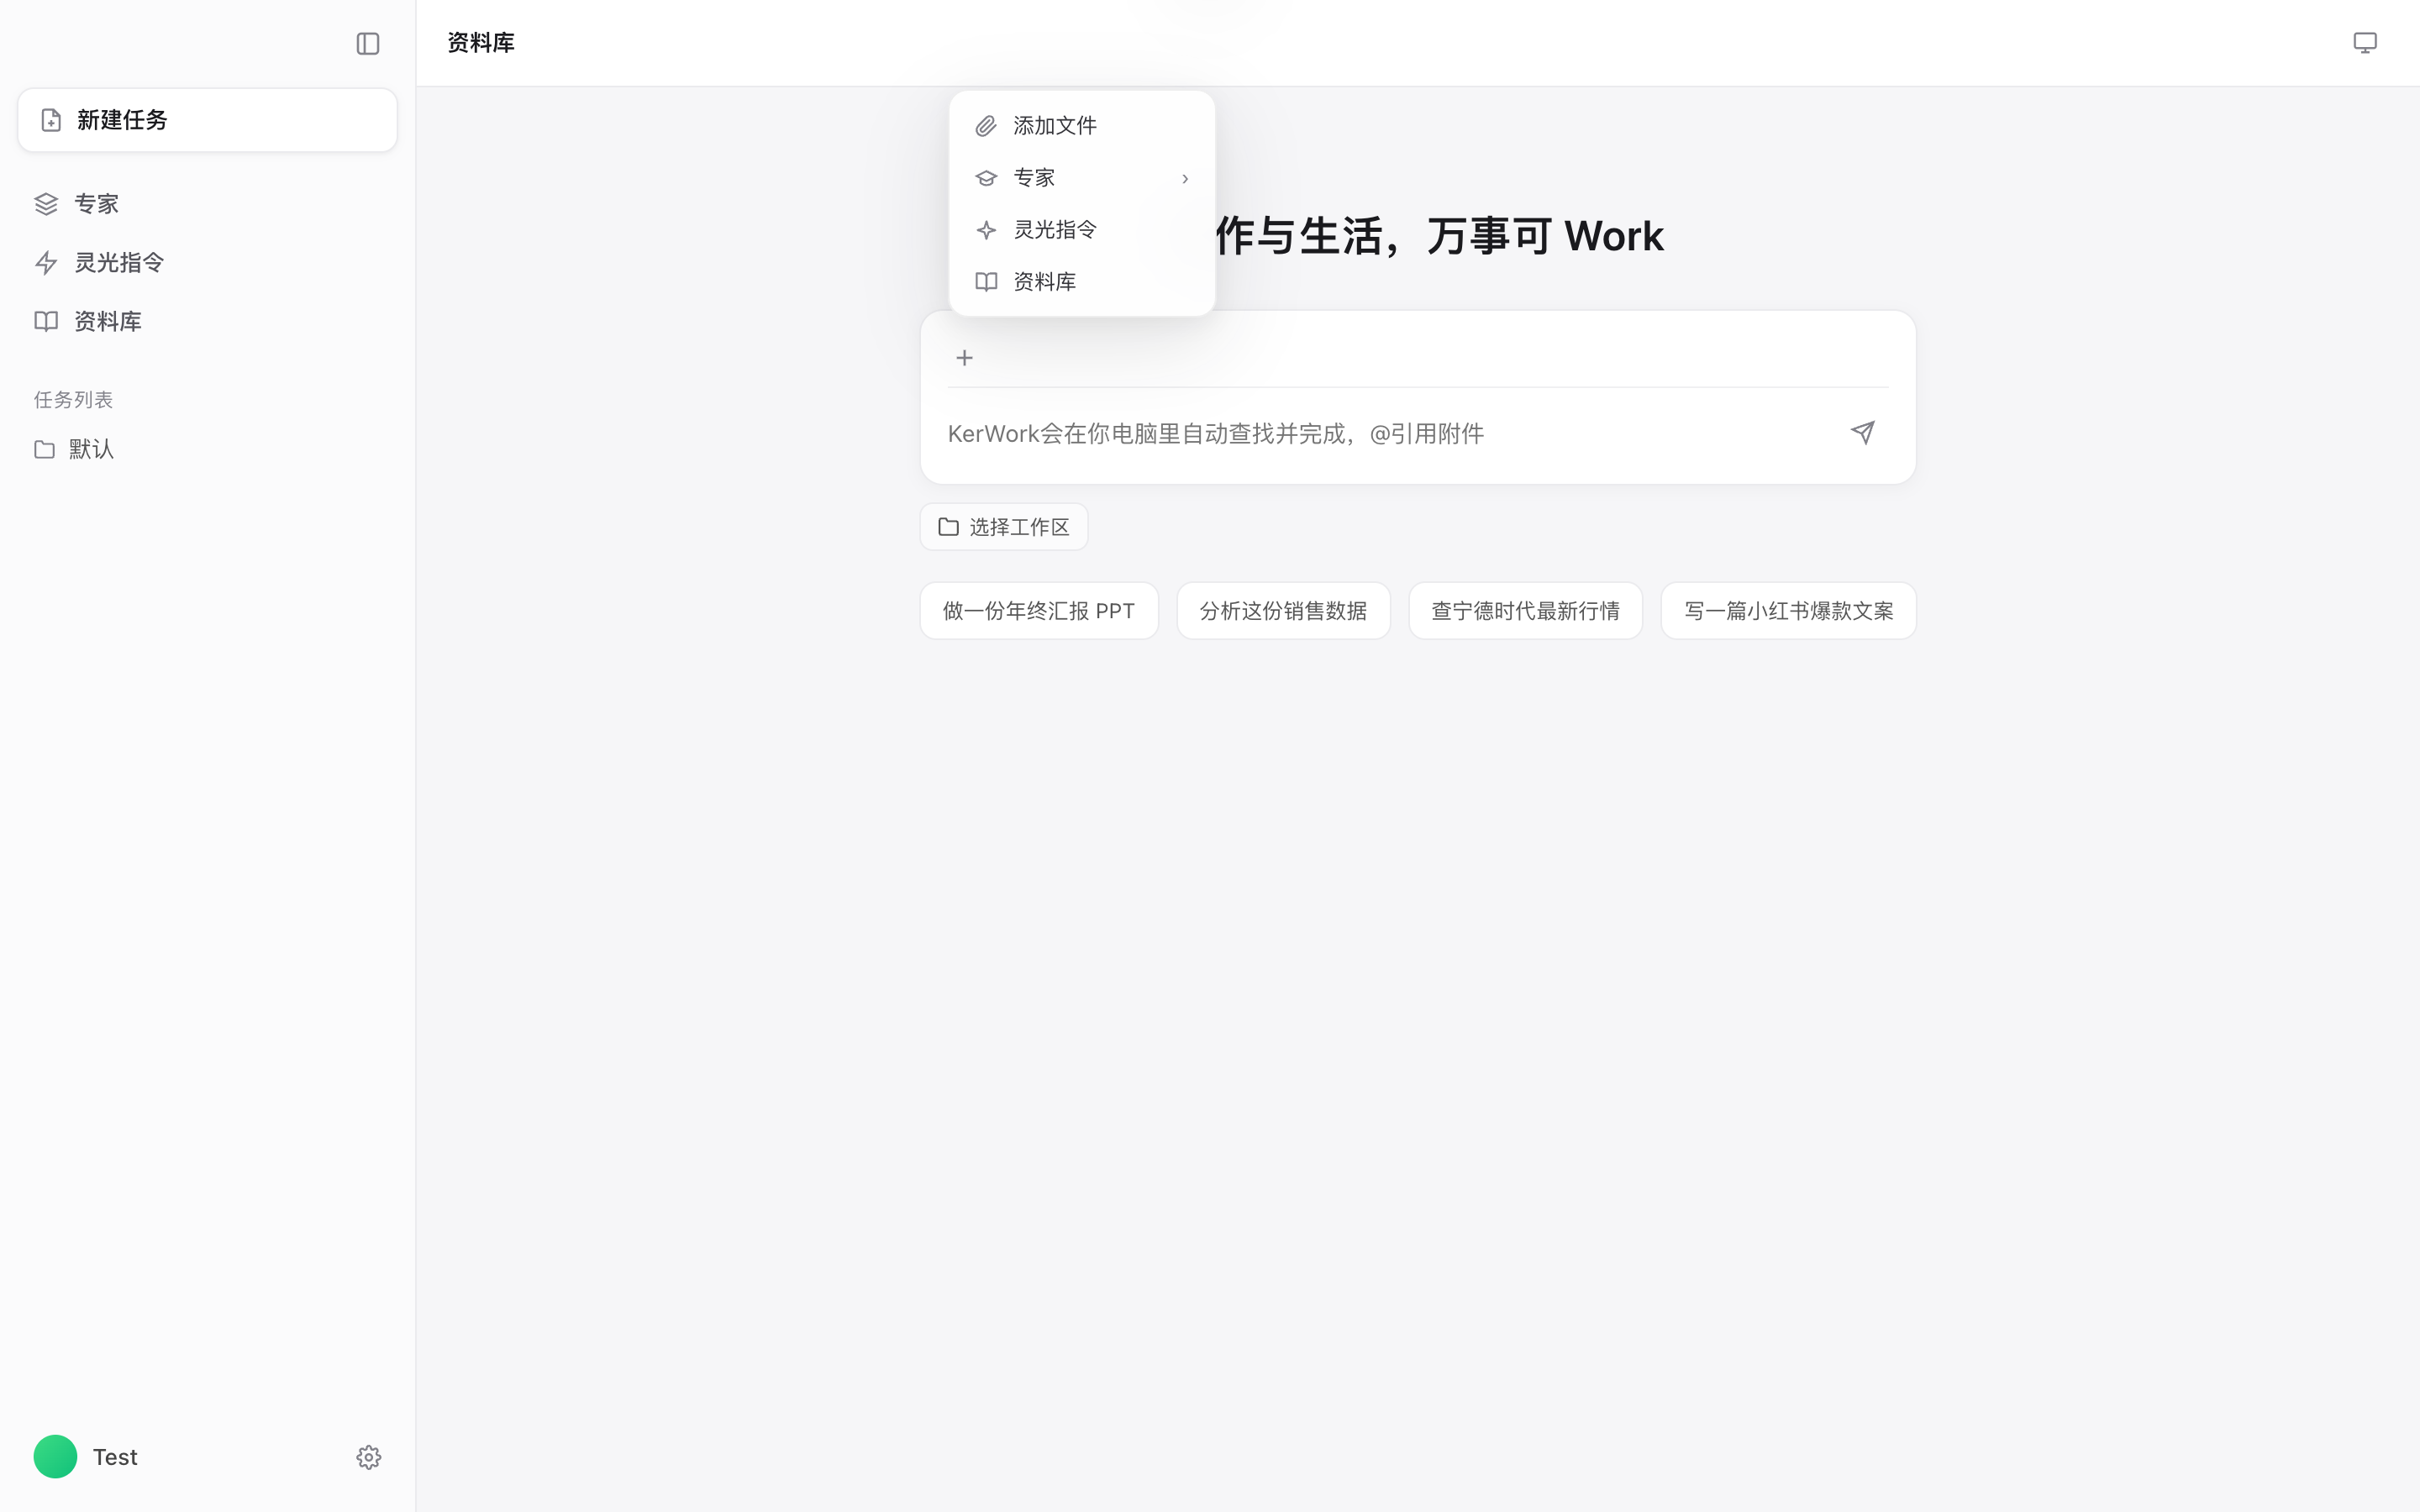 新建任务
专家
灵光指令
资料库
任务列表
默认
Test
资料库
添加文件
专家
灵光指令
资料库
作与生活，万事可 Work
KerWork会在你电脑里自动查找并完成，@引用附件
选择工作区
做一份年终汇报 PPT
分析这份销售数据
查宁德时代最新行情
写一篇小红书爆款文案